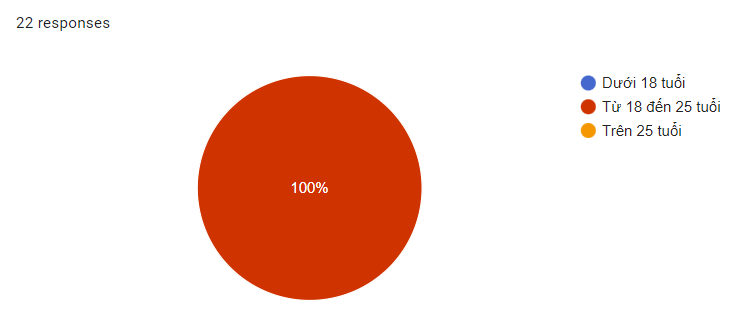 22 responses
Dưới 18 tuổi
Từ 18 đến 25 tuổi
Trên 25 tuổi
100%